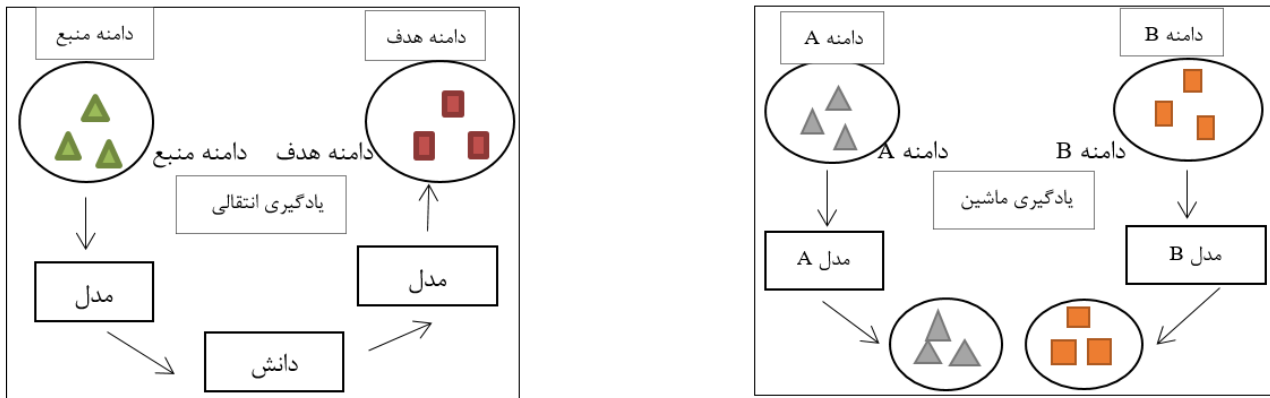 دامنه منبع
دامنه هدف
دامنه منبع
دامنه هدف
یادگیری انتقالی
مدل
مدل
دانش
دامنه A
دامنه B
دامنه A
دامنه B
یادگیری ماشین
مدل A
مدل B